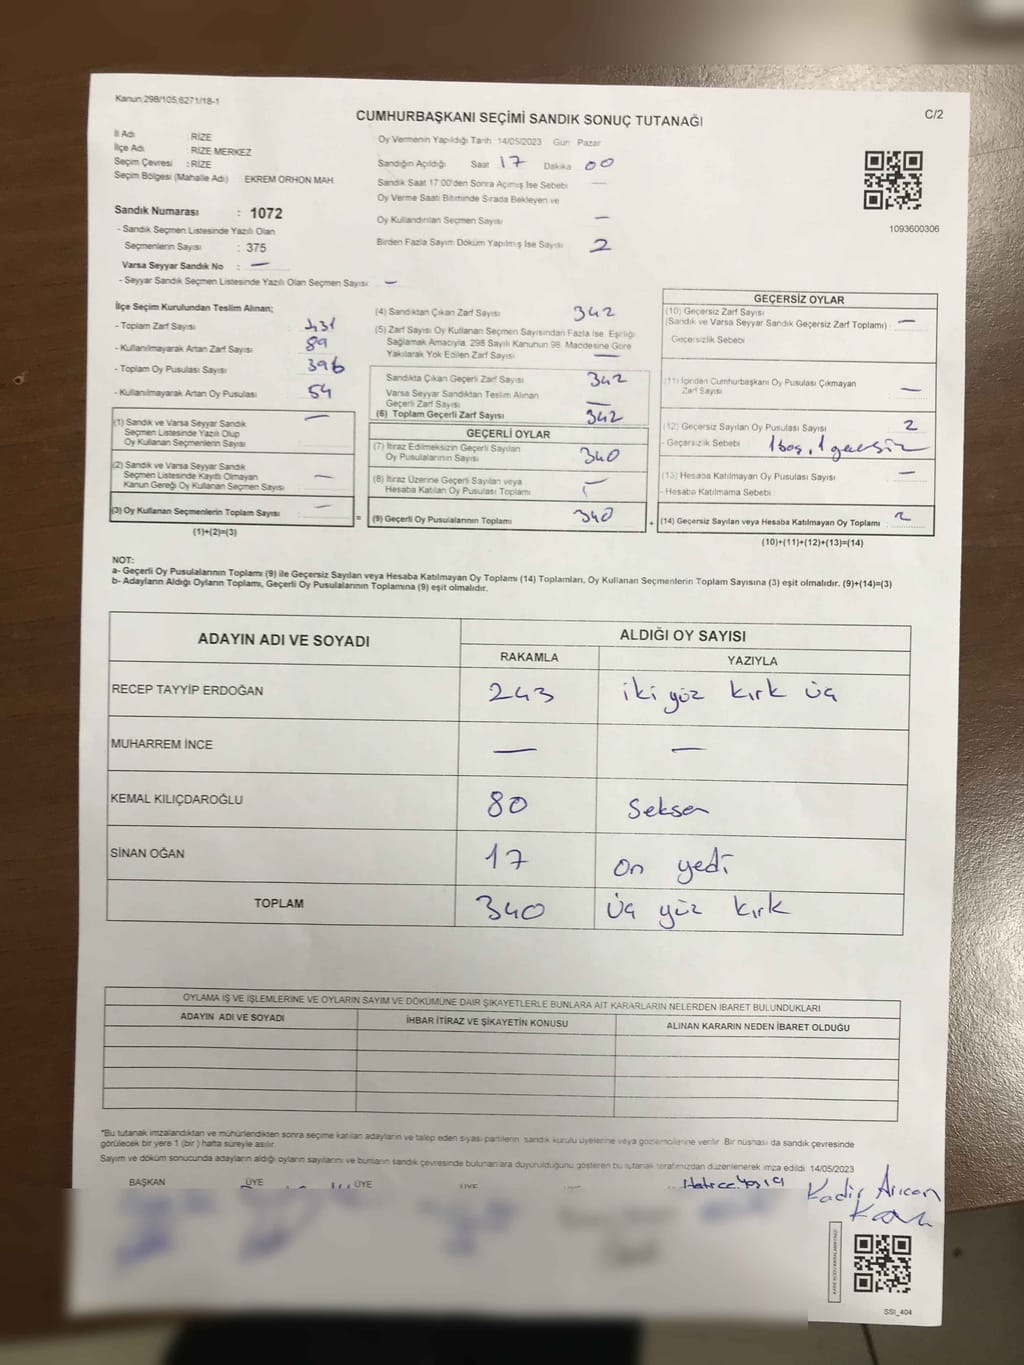 Kanun:298/105,6271/18-1
C/2
CUMHURBAŞKANI SEÇİMİ SANDIK SONUÇ TUTANAĞI
İl Adı : RİZE
İlçe Adı : RİZE MERKEZ
Seçim Çevresi : RİZE
Seçim Bölgesi (Mahalle Adı) EKREM ORHON MAH.
Sandık Numarası : 1072
- Sandık Seçmen Listesinde Yazılı Olan
Seçmenlerin Sayısı : 375
Varsa Seyyar Sandık No : —
- Seyyar Sandık Seçmen Listesinde Yazılı Olan Seçmen Sayısı —
Oy Vermenin Yapıldığı Tarih 14/05/2023 Gün Pazar
Sandığın Açıldığı Saat 17 Dakika 00
Sandık Saat 17:00'den Sonra Açımış İse Sebebi —
Oy Verme Saati Bitiminde Sırada Bekleyen ve
Oy Kullandırılan Seçmen Sayısı —
Birden Fazla Sayım Döküm Yapılmış İse Sayısı 2
1093600306
İlçe Seçim Kurulundan Teslim Alınan;
- Toplam Zarf Sayısı 431
- Kullanılmayarak Artan Zarf Sayısı 89
- Toplam Oy Pusulası Sayısı 396
- Kullanılmayarak Artan Oy Pusulası 54
(1) Sandık ve Varsa Seyyar Sandık —
Seçmen Listesinde Yazılı Olup
Oy Kullanan Seçmenlerin Sayısı
(2) Sandık ve Varsa Seyyar Sandık
Seçmen Listesinde Kayıtlı Olmayan —
Kanun Gereği Oy Kullanan Seçmen Sayısı
(3) Oy Kullanan Seçmenlerin Toplam Sayısı —
(1)+(2)=(3)
=
(4) Sandıktan Çıkan Zarf Sayısı 342
(5) Zarf Sayısı Oy Kullanan Seçmen Sayısından Fazla İse, Eşitliği
Sağlamak Amacıyla, 298 Sayılı Kanunun 98. Maddesine Göre
Yakılarak Yok Edilen Zarf Sayısı —
Sandıkta Çıkan Geçerli Zarf Sayısı 342
Varsa Seyyar Sandıktan Teslim Alınan
Geçerli Zarf Sayısı —
(6) Toplam Geçerli Zarf Sayısı 342
GEÇERLİ OYLAR
(7) İtiraz Edilmeksizin Geçerli Sayılan
Oy Pusulalarının Sayısı 340
(8) İtiraz Üzerine Geçerli Sayılan veya
Hesaba Katılan Oy Pusulası Toplamı —
(9) Geçerli Oy Pusulalarının Toplamı 340
+
GEÇERSİZ OYLAR
(10) Geçersiz Zarf Sayısı
(Sandık ve Varsa Seyyar Sandık Geçersiz Zarf Toplamı) —
Geçersizlik Sebebi
(11) İçinden Cumhurbaşkanı Oy Pusulası Çıkmayan
Zarf Sayısı —
(12) Geçersiz Sayılan Oy Pusulası Sayısı 2
- Geçersizlik Sebebi 1 boş, 1 geçersiz
(13) Hesaba Katılmayan Oy Pusulası Sayısı —
- Hesaba Katılmama Sebebi
(14) Geçersiz Sayılan veya Hesaba Katılmayan Oy Toplamı 2
(10)+(11)+(12)+(13)=(14)
NOT:
a- Geçerli Oy Pusulalarının Toplamı (9) ile Geçersiz Sayılan veya Hesaba Katılmayan Oy Toplamı (14) Toplamları, Oy Kullanan Seçmenlerin Toplam Sayısına (3) eşit olmalıdır. (9)+(14)=(3)
b- Adayların Aldığı Oyların Toplamı, Geçerli Oy Pusulalarının Toplamına (9) eşit olmalıdır.
ADAYIN ADI VE SOYADI
ALDIĞI OY SAYISI
RAKAMLA YAZIYLA
RECEP TAYYİP ERDOĞAN 243 iki yüz kırk üç
MUHARREM İNCE — —
KEMAL KILIÇDAROĞLU 80 Seksen
SİNAN OĞAN 17 on yedi
TOPLAM 340 üç yüz kırk
OYLAMA İŞ VE İŞLEMLERİNE VE OYLARIN SAYIM VE DÖKÜMÜNE DAİR ŞİKAYETLERLE BUNLARA AİT KARARLARIN NELERDEN İBARET BULUNDUKLARI
ADAYIN ADI VE SOYADI İHBAR İTİRAZ VE ŞİKAYETİN KONUSU ALINAN KARARIN NEDEN İBARET OLDUĞU
*Bu tutanak imzalandıktan ve mühürlendikten sonra seçime katılan adayların ve talep eden siyasi partilerin sandık kurulu üyelerine veya gözlemcilerine verilir. Bir nüshası da sandık çevresinde
görülecek bir yere 1 (bir ) hafta süreyle asılır.
Sayım ve döküm sonucunda adayların aldığı oyların sayılarını ve bunların sandık çevresinde bulunanlara duyurulduğunu gösteren bu tutanak tarafımızdan düzenlenerek imza edildi 14/05/2023
BAŞKAN ÜYE ÜYE
Kadir Arıcan
SSI_404